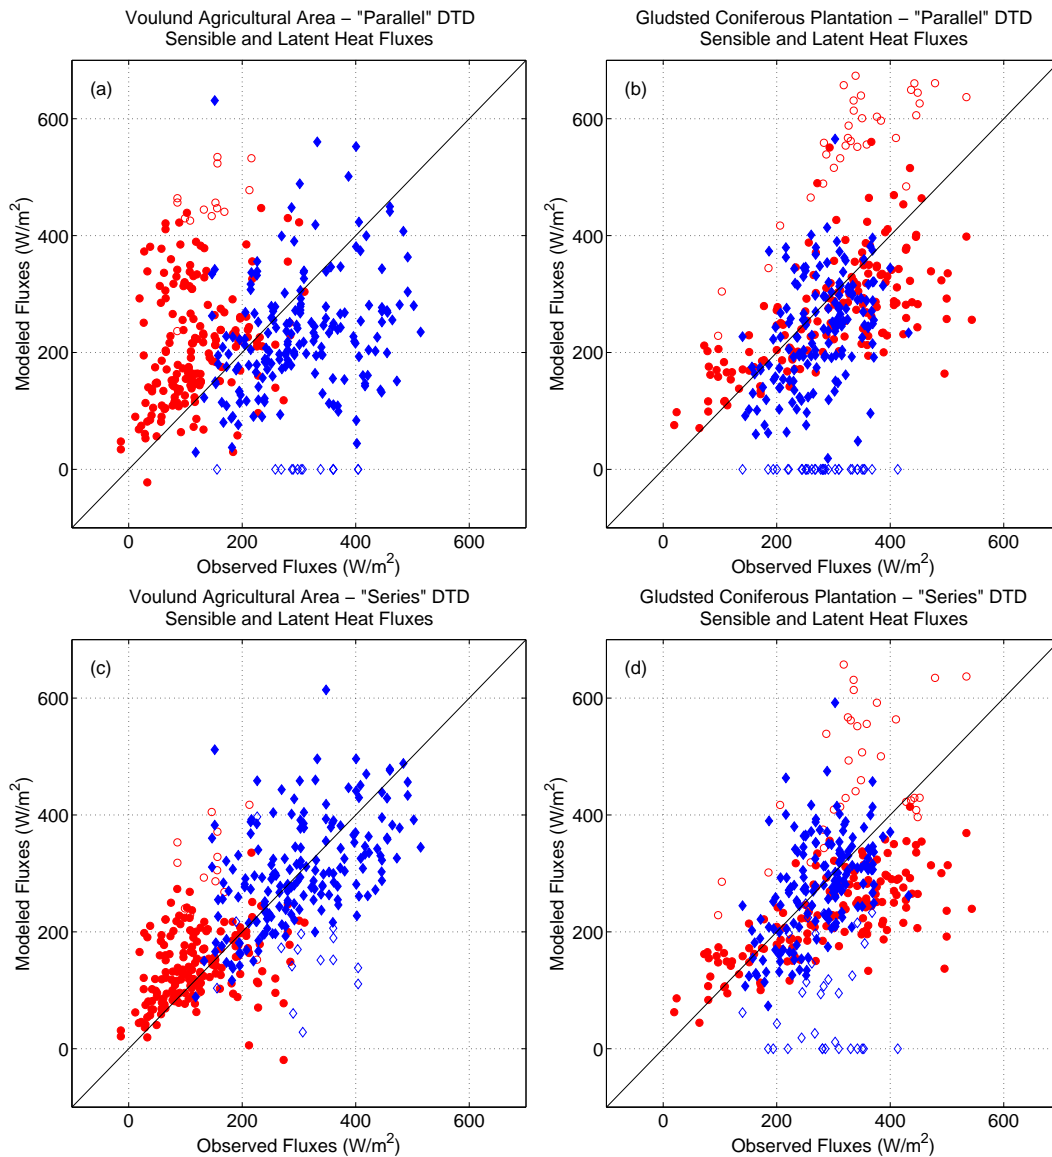 Voulund Agricultural Area – "Parallel" DTD
Sensible and Latent Heat Fluxes
(a)
600
400
200
0
0 200 400 600
Modeled Fluxes (W/m²)
Observed Fluxes (W/m²)
Gludsted Coniferous Plantation – "Parallel" DTD
Sensible and Latent Heat Fluxes
(b)
600
400
200
0
0 200 400 600
Modeled Fluxes (W/m²)
Observed Fluxes (W/m²)
Voulund Agricultural Area – "Series" DTD
Sensible and Latent Heat Fluxes
(c)
600
400
200
0
0 200 400 600
Modeled Fluxes (W/m²)
Observed Fluxes (W/m²)
Gludsted Coniferous Plantation – "Series" DTD
Sensible and Latent Heat Fluxes
(d)
600
400
200
0
0 200 400 600
Modeled Fluxes (W/m²)
Observed Fluxes (W/m²)